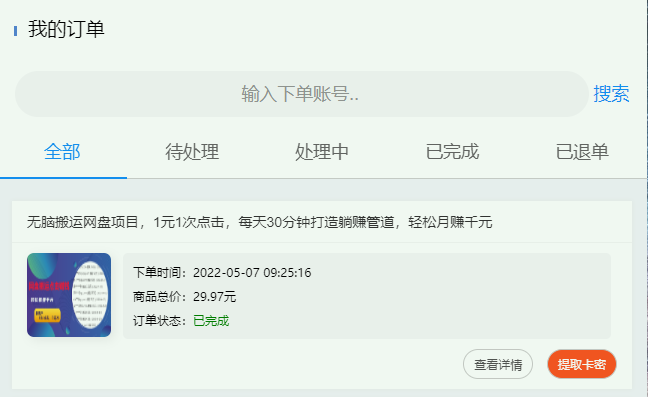 我的订单
输入下单账号..
搜索
全部 待处理 处理中 已完成 已退单
无脑搬运网盘项目，1元1次点击，每天30分钟打造躺赚管道，轻松月赚千元
下单时间：2022-05-07 09:25:16
商品总价：29.97元
订单状态：已完成
查看详情 提取卡密